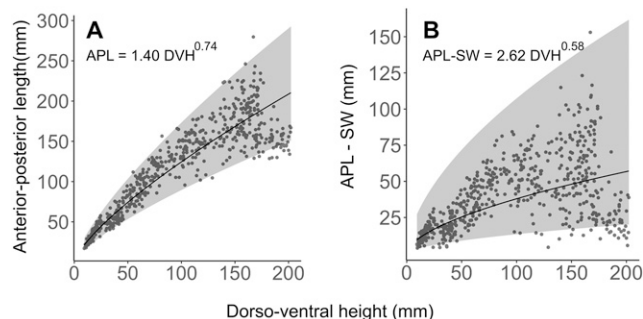 A
APL = 1.40 DVH^0.74
Anterior-posterior length(mm)
300
250
200
150
100
50
0 50 100 150 200
B
APL-SW = 2.62 DVH^0.58
APL - SW (mm)
150
125
100
75
50
25
0 50 100 150 200
Dorso-ventral height (mm)